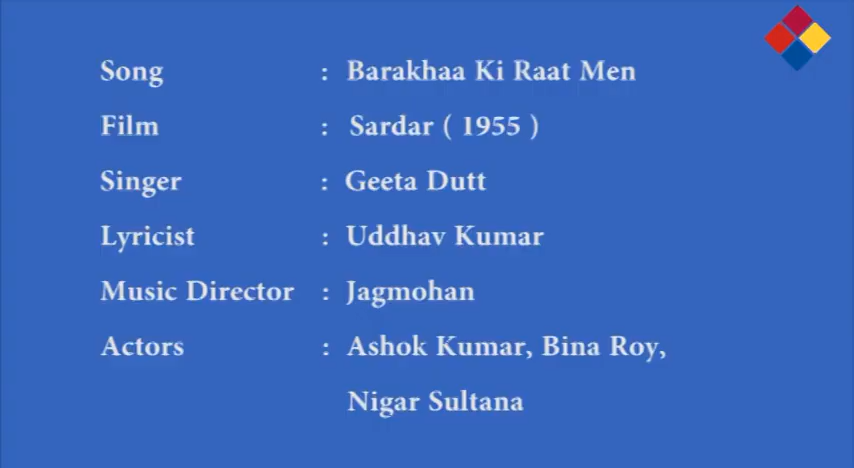 Song : Barakhaa Ki Raat Men
Film : Sardar ( 1955 )
Singer : Geeta Dutt
Lyricist : Uddhav Kumar
Music Director : Jagmohan
Actors : Ashok Kumar, Bina Roy,
Nigar Sultana